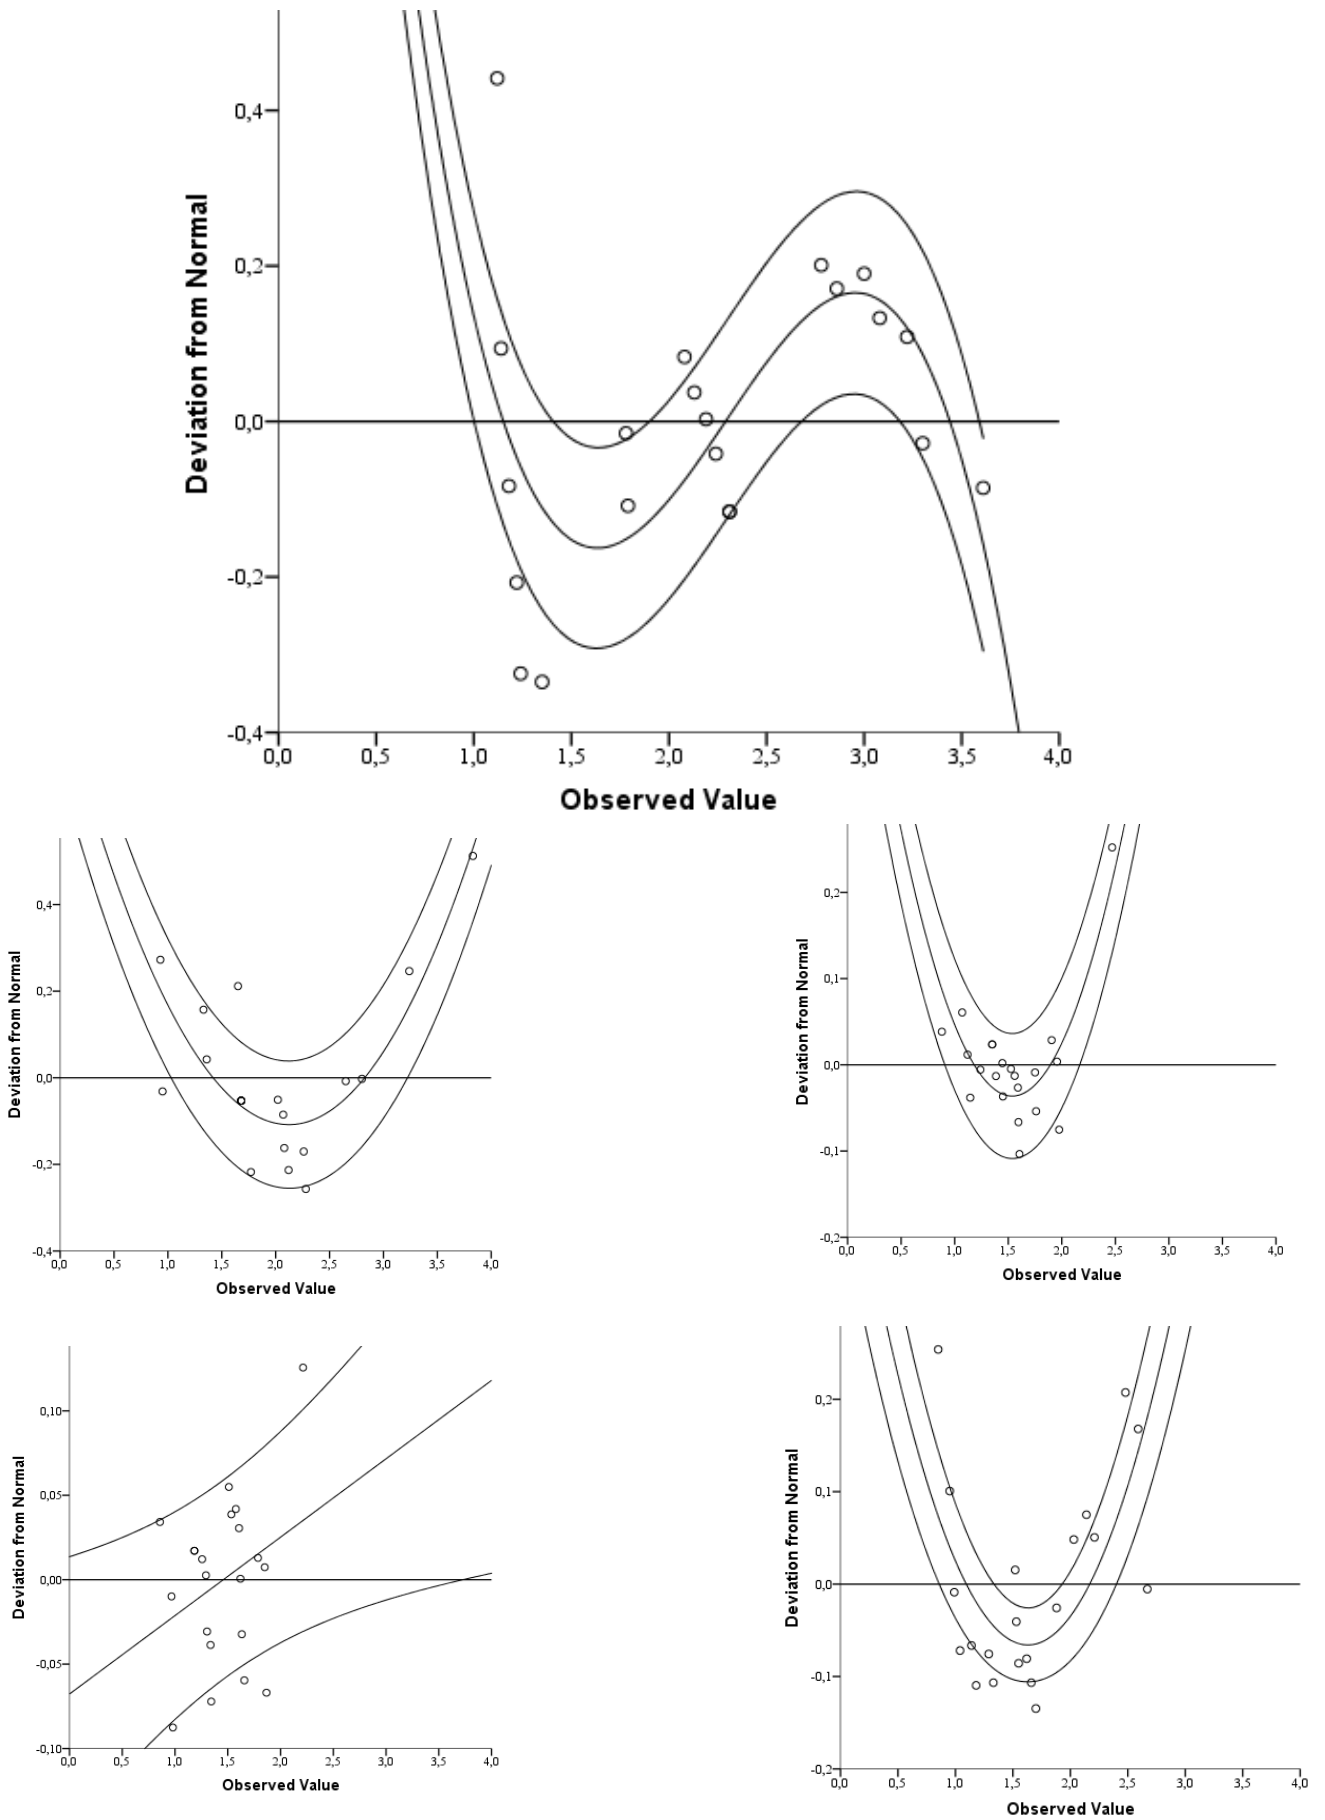 0,4
0,2
0,0
-0,2
-0,4
Deviation from Normal
0,0 0,5 1,0 1,5 2,0 2,5 3,0 3,5 4,0
Observed Value
0,4
0,2
0,0
-0,2
-0,4
Deviation from Normal
0,0 0,5 1,0 1,5 2,0 2,5 3,0 3,5 4,0
Observed Value
0,2
0,1
0,0
-0,1
-0,2
Deviation from Normal
0,0 0,5 1,0 1,5 2,0 2,5 3,0 3,5 4,0
Observed Value
0,10
0,05
0,00
-0,05
-0,10
Deviation from Normal
0,0 0,5 1,0 1,5 2,0 2,5 3,0 3,5 4,0
Observed Value
0,2
0,1
0,0
-0,1
-0,2
Deviation from Normal
0,0 0,5 1,0 1,5 2,0 2,5 3,0 3,5 4,0
Observed Value